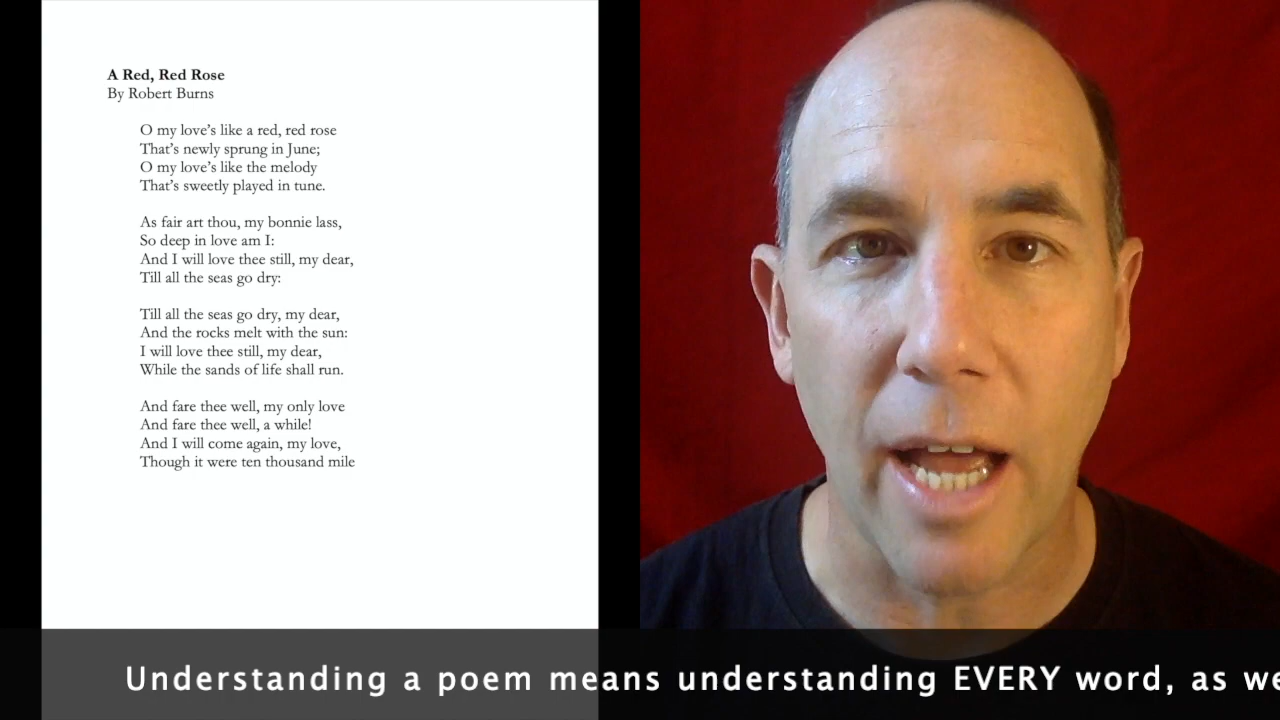 A Red, Red Rose
By Robert Burns
O my love's like a red, red rose
That's newly sprung in June;
O my love's like the melody
That's sweetly played in tune.
As fair art thou, my bonnie lass,
So deep in love am I:
And I will love thee still, my dear,
Till all the seas go dry:
Till all the seas go dry, my dear,
And the rocks melt with the sun:
I will love thee still, my dear,
While the sands of life shall run.
And fare thee well, my only love
And fare thee well, a while!
And I will come again, my love,
Though it were ten thousand mile
Understanding a poem means understanding EVERY word, as